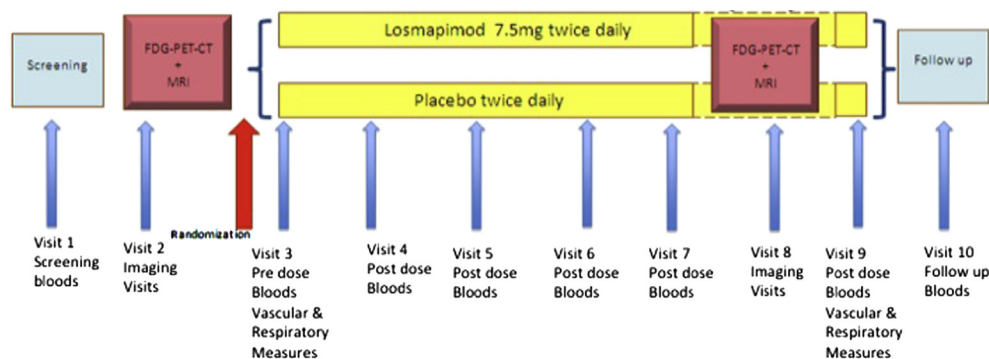 Screening
FDG-PET-CT
+
MRI
Losmapimod 7.5mg twice daily
Placebo twice daily
FDG-PET-CT
+
MRI
Follow up
Randomization
Visit 1
Screening
bloods
Visit 2
Imaging
Visits
Visit 3
Pre dose
Bloods
Vascular &
Respiratory
Measures
Visit 4
Post dose
Bloods
Visit 5
Post dose
Bloods
Visit 6
Post dose
Bloods
Visit 7
Post dose
Bloods
Visit 8
Imaging
Visits
Visit 9
Post dose
Bloods
Vascular &
Respiratory
Measures
Visit 10
Follow up
Bloods